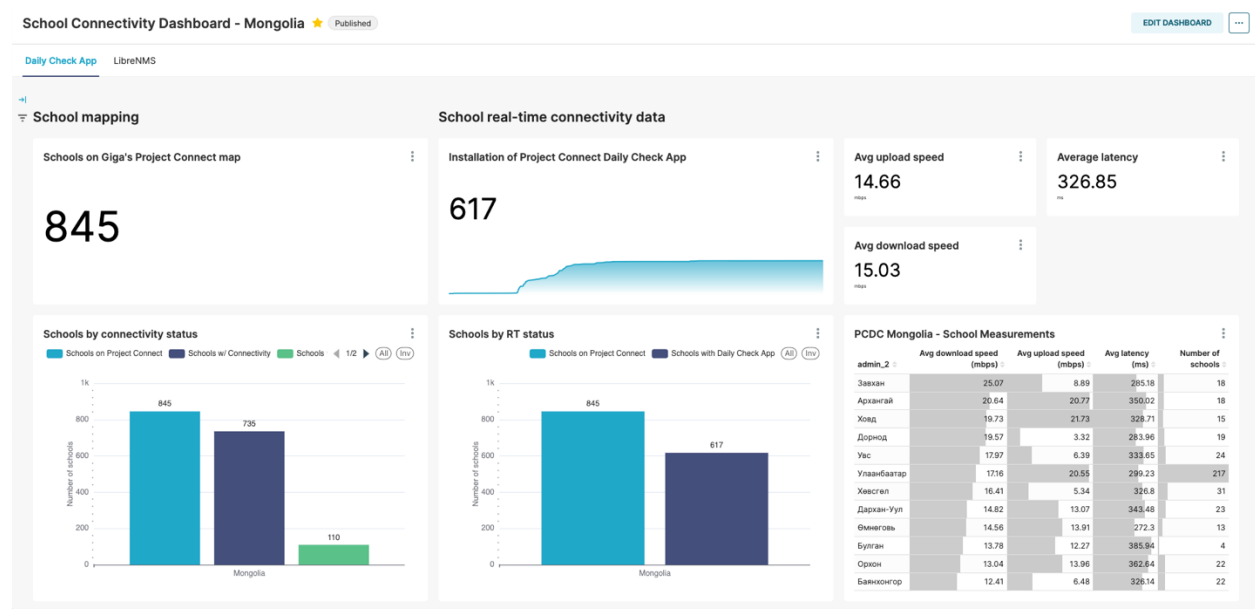 School Connectivity Dashboard - Mongolia
Published
EDIT DASHBOARD
...
Daily Check App
LibreNMS
School mapping
School real-time connectivity data
Schools on Giga's Project Connect map
845
Installation of Project Connect Daily Check App
617
Avg upload speed
14.66
mbps
Average latency
326.85
ms
Avg download speed
15.03
mbps
Schools by connectivity status
Schools on Project Connect Schools w/ Connectivity Schools 1/2 All Inv
1k
800
600
400
200
0
Number of schools
845
735
110
Mongolia
Schools by RT status
Schools on Project Connect Schools with Daily Check App All Inv
1k
800
600
400
200
0
Number of schools
845
617
Mongolia
PCDC Mongolia - School Measurements
admin_2 Avg download speed (mbps) Avg upload speed (mbps) Avg latency (ms) Number of schools
Завхан 25.07 8.89 285.18 18
Архангай 20.64 20.77 350.02 18
Ховд 19.73 21.73 328.71 15
Дорнод 19.57 3.32 283.96 19
Увс 17.97 6.39 333.65 24
Улаанбаатар 17.16 20.55 299.23 217
Хөвсгөл 16.41 5.34 326.8 31
Дархан-Уул 14.82 13.07 343.48 23
Өмнөговь 14.56 13.91 272.3 13
Булган 13.78 12.27 385.94 4
Орхон 13.04 13.96 362.64 22
Баянхонгор 12.41 6.48 326.14 22